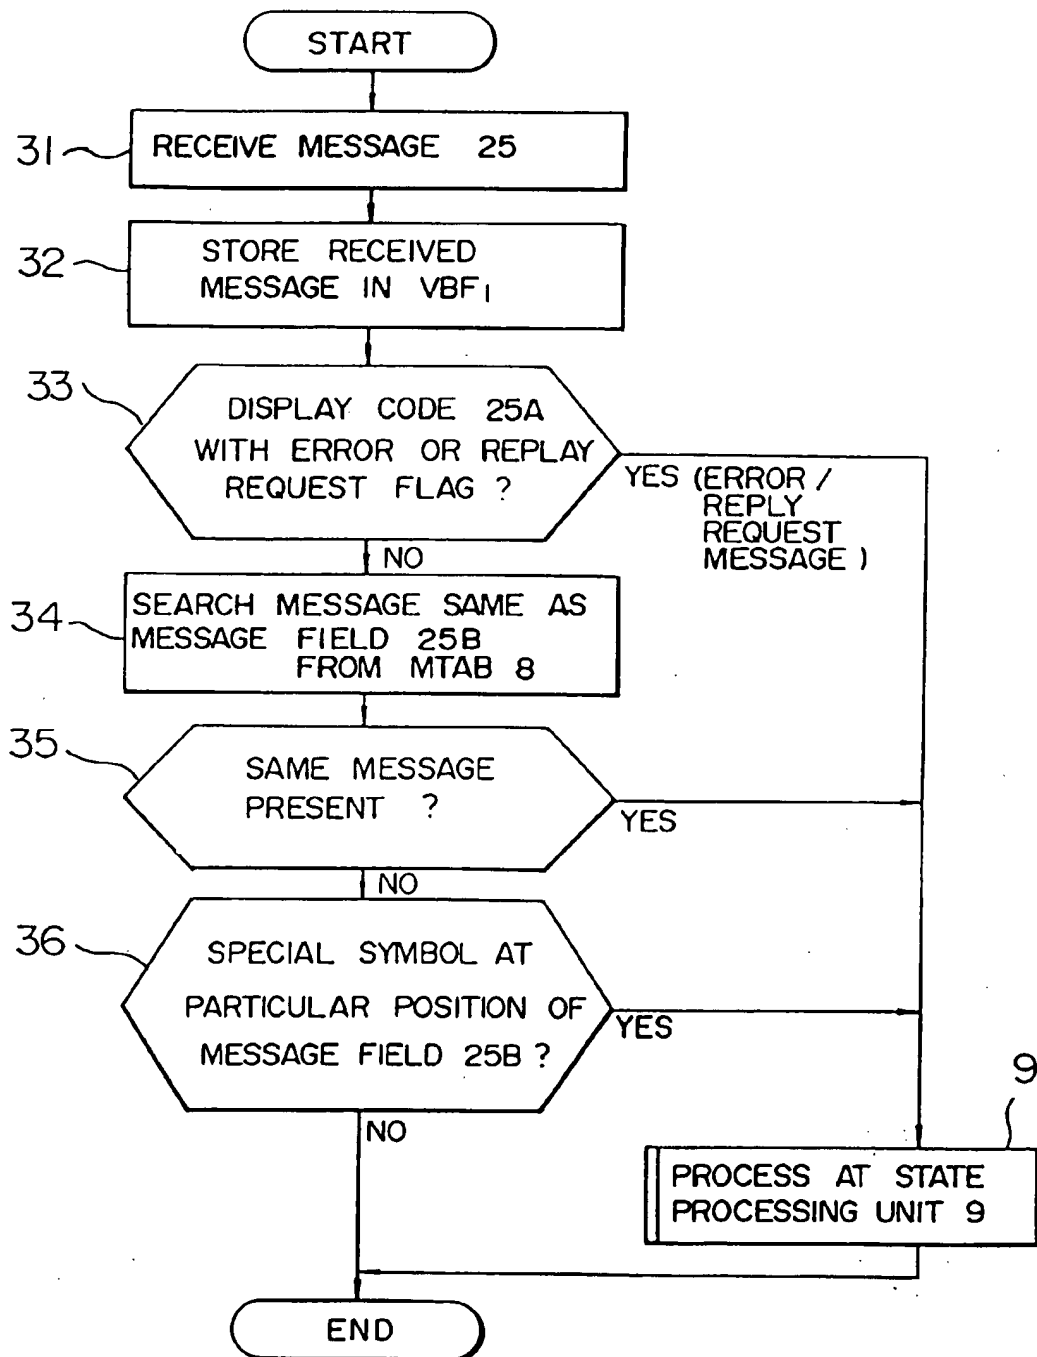 START
31
RECEIVE MESSAGE 25
32
STORE RECEIVED
MESSAGE IN VBF1
33
DISPLAY CODE 25A
WITH ERROR OR REPLAY
REQUEST FLAG ?
YES (ERROR /
REPLY
REQUEST
MESSAGE )
NO
34
SEARCH MESSAGE SAME AS
MESSAGE FIELD 25B
FROM MTAB 8
35
SAME MESSAGE
PRESENT ?
YES
NO
36
SPECIAL SYMBOL AT
PARTICULAR POSITION OF
MESSAGE FIELD 25B ?
YES
NO
9
PROCESS AT STATE
PROCESSING UNIT 9
END